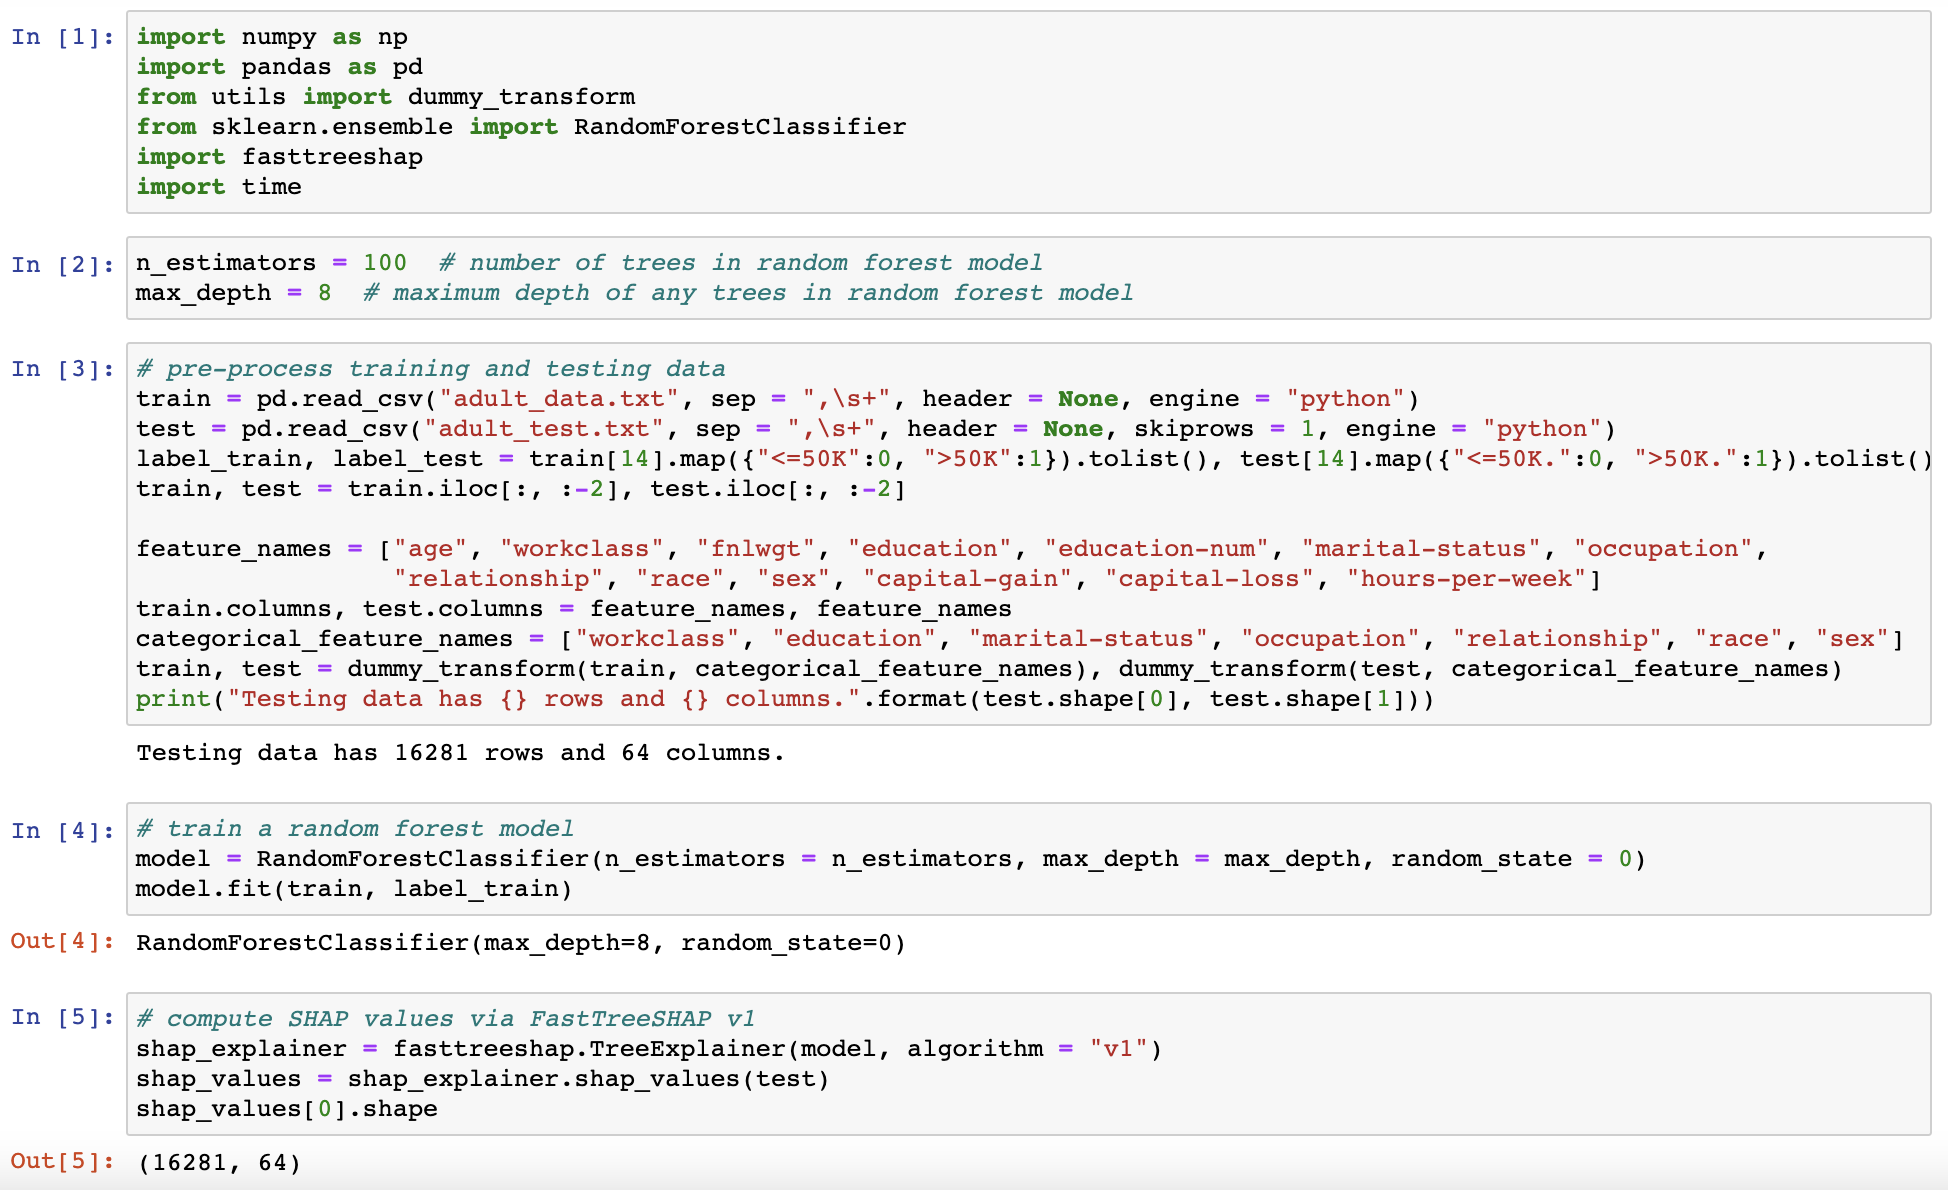 In [1]: import numpy as np
import pandas as pd
from utils import dummy_transform
from sklearn.ensemble import RandomForestClassifier
import fasttreeshap
import time
In [2]: n_estimators = 100  # number of trees in random forest model
max_depth = 8  # maximum depth of any trees in random forest model
In [3]: # pre-process training and testing data
train = pd.read_csv("adult_data.txt", sep = ",\s+", header = None, engine = "python")
test = pd.read_csv("adult_test.txt", sep = ",\s+", header = None, skiprows = 1, engine = "python")
label_train, label_test = train[14].map({"<=50K":0, ">50K":1}).tolist(), test[14].map({"<=50K.":0, ">50K.":1}).tolist()
train, test = train.iloc[:, :-2], test.iloc[:, :-2]
feature_names = ["age", "workclass", "fnlwgt", "education", "education-num", "marital-status", "occupation",
"relationship", "race", "sex", "capital-gain", "capital-loss", "hours-per-week"]
train.columns, test.columns = feature_names, feature_names
categorical_feature_names = ["workclass", "education", "marital-status", "occupation", "relationship", "race", "sex"]
train, test = dummy_transform(train, categorical_feature_names), dummy_transform(test, categorical_feature_names)
print("Testing data has {} rows and {} columns.".format(test.shape[0], test.shape[1]))
Testing data has 16281 rows and 64 columns.
In [4]: # train a random forest model
model = RandomForestClassifier(n_estimators = n_estimators, max_depth = max_depth, random_state = 0)
model.fit(train, label_train)
Out[4]: RandomForestClassifier(max_depth=8, random_state=0)
In [5]: # compute SHAP values via FastTreeSHAP v1
shap_explainer = fasttreeshap.TreeExplainer(model, algorithm = "v1")
shap_values = shap_explainer.shap_values(test)
shap_values[0].shape
Out[5]: (16281, 64)